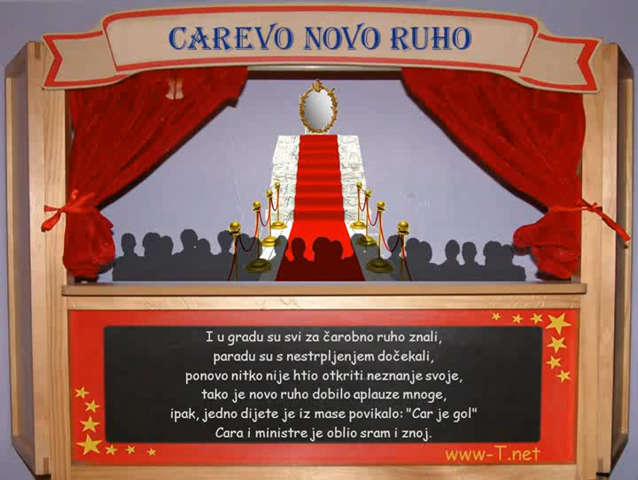 CAREVO NOVO RUHO
I u gradu su svi za čarobno ruho znali,
paradu su s nestrpljenjem dočekali,
ponovo nitko nije htio otkriti neznanje svoje,
tako je novo ruho dobilo aplauze mnoge,
ipak, jedno dijete je iz mase povikalo: "Car je gol"
Cara i ministre je oblio sram i znoj.
www-T.net